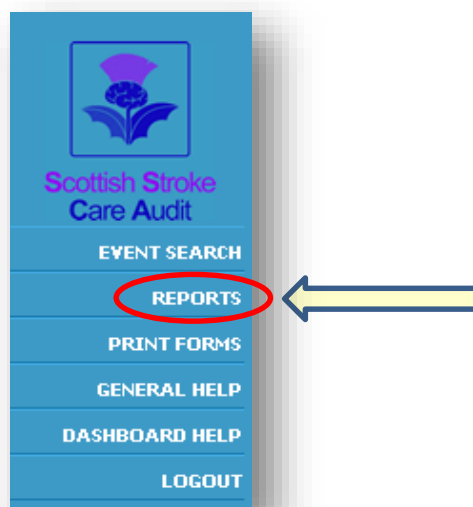 Scottish Stroke
Care Audit
EVENT SEARCH
REPORTS
PRINT FORMS
GENERAL HELP
DASHBOARD HELP
LOGOUT